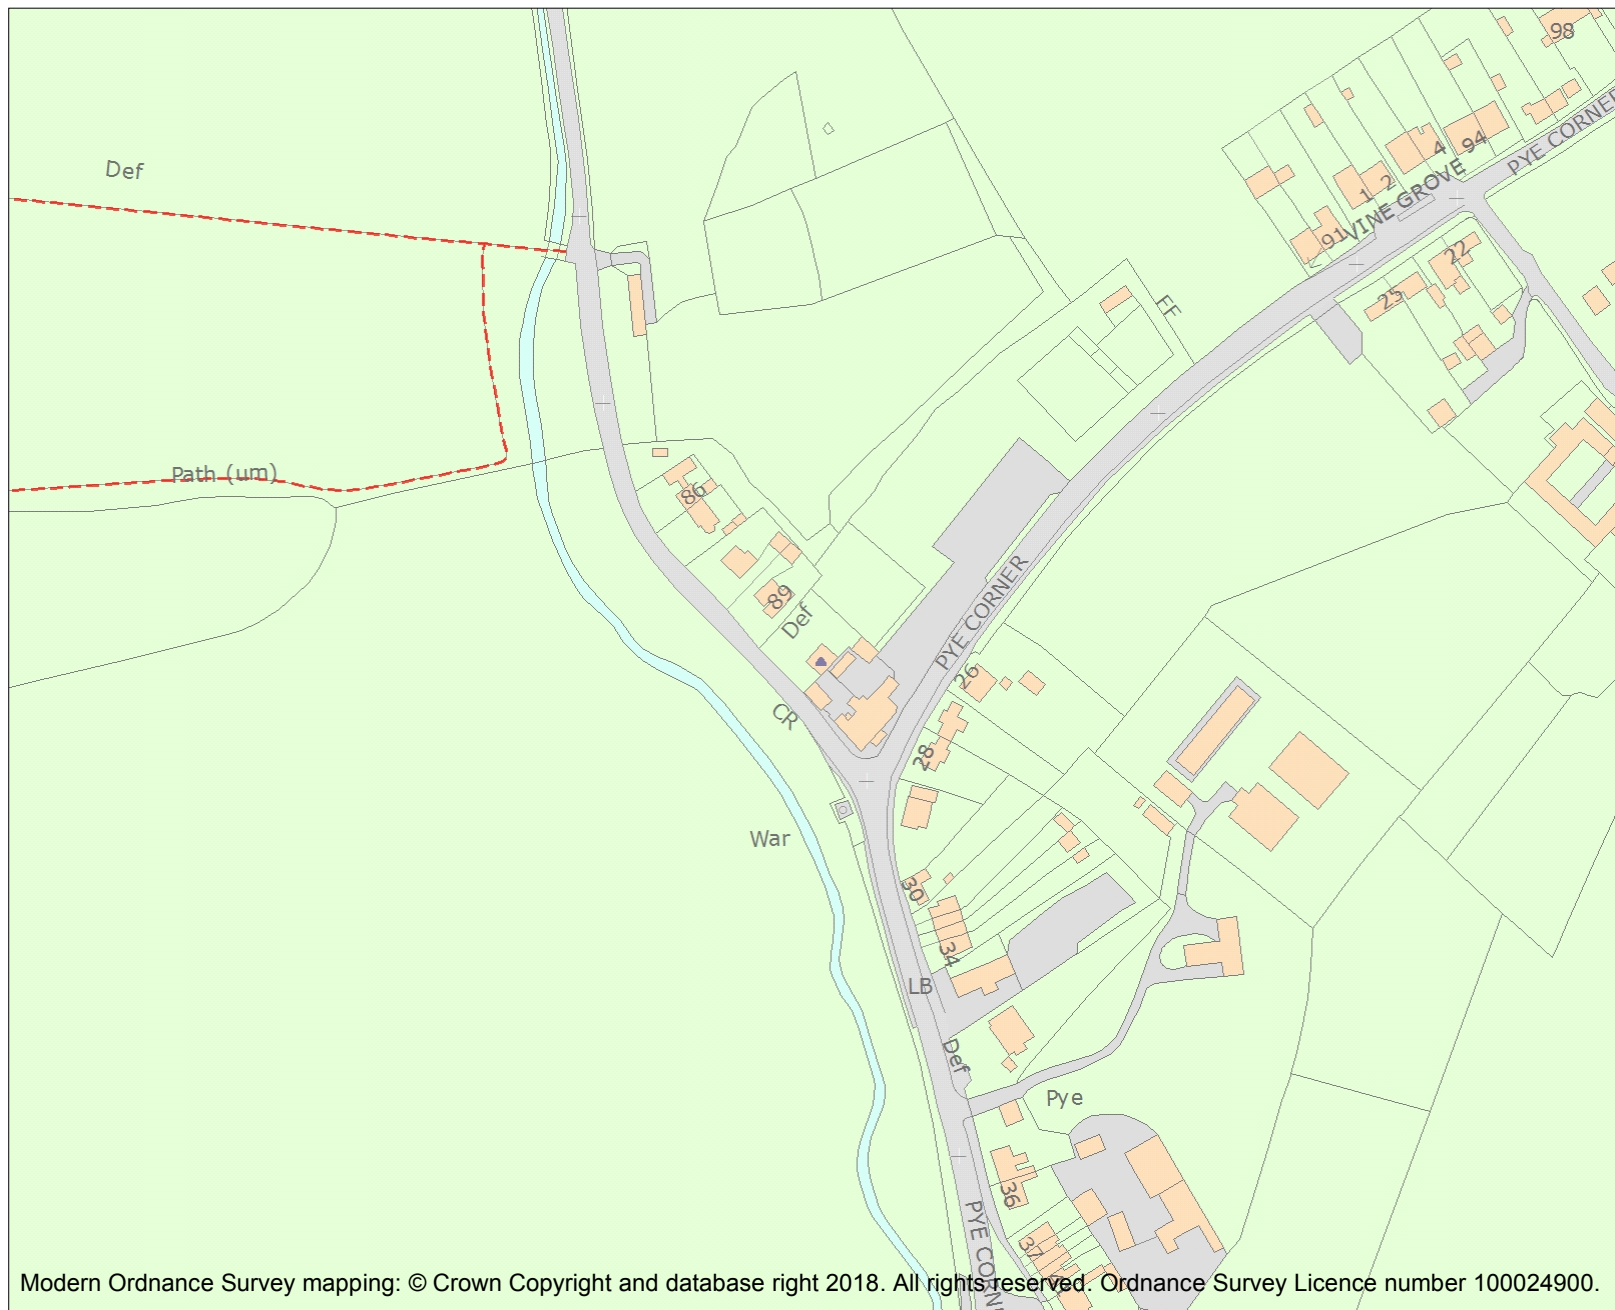 98
PYE CORNER
Def
4
94
1
2
VINE GROVE
91
22
25
FF
Path (um)
86
89
Def
PYE CORNER
26
CR
28
War
30
34
LB
Def
Pye
36
PYE CORN
37
Modern Ordnance Survey mapping: © Crown Copyright and database right 2018. All rights reserved. Ordnance Survey Licence number 100024900.